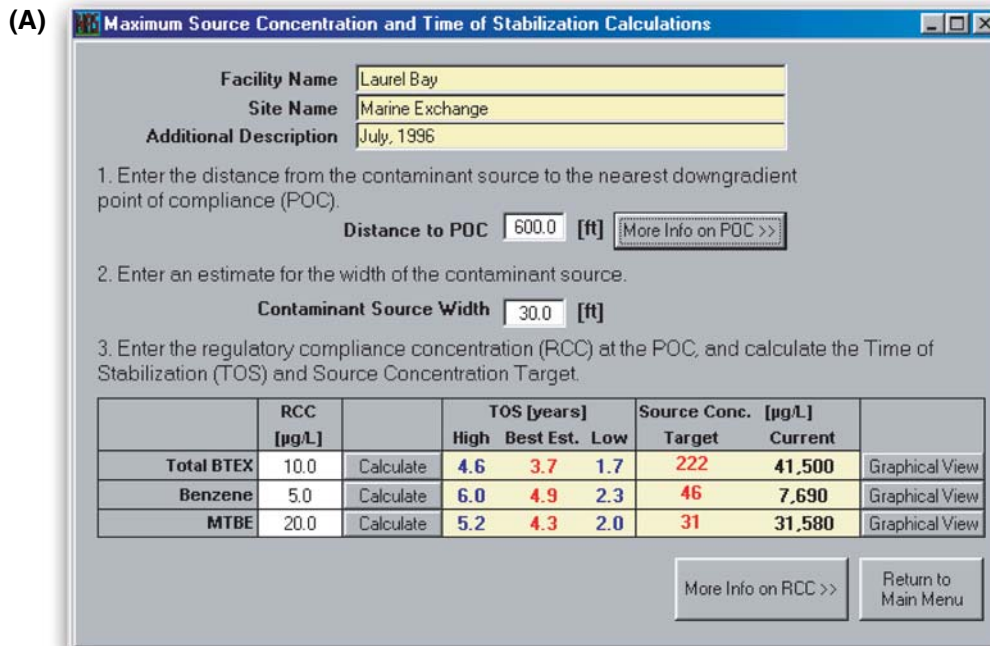 (A)
Maximum Source Concentration and Time of Stabilization Calculations
Facility Name Laurel Bay
Site Name Marine Exchange
Additional Description July, 1996
1. Enter the distance from the contaminant source to the nearest downgradient
point of compliance (POC).
Distance to POC 600.0 [ft] More Info on POC >>
2. Enter an estimate for the width of the contaminant source.
Contaminant Source Width 30.0 [ft]
3. Enter the regulatory compliance concentration (RCC) at the POC, and calculate the Time of
Stabilization (TOS) and Source Concentration Target.
RCC TOS [years] Source Conc. [µg/L]
[µg/L] High Best Est. Low Target Current
Total BTEX 10.0 Calculate 4.6 3.7 1.7 222 41,500 Graphical View
Benzene 5.0 Calculate 6.0 4.9 2.3 46 7,690 Graphical View
MTBE 20.0 Calculate 5.2 4.3 2.0 31 31,580 Graphical View
More Info on RCC >> Return to
Main Menu